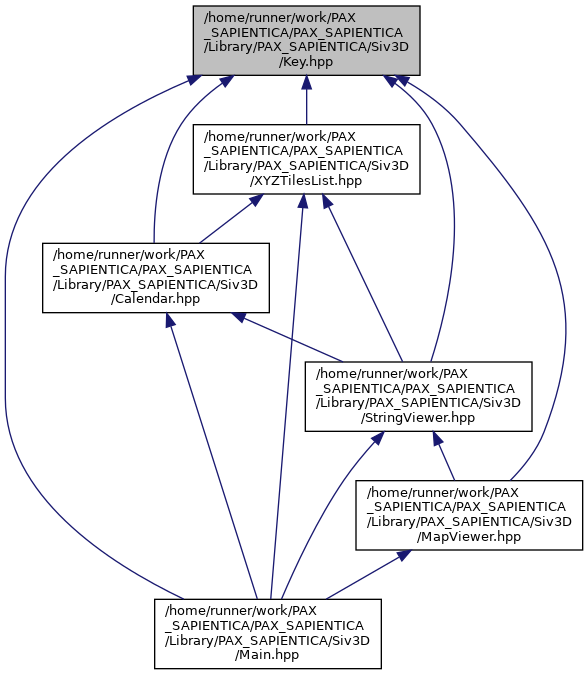 /home/runner/work/PAX
_SAPIENTICA/PAX_SAPIENTICA
/Library/PAX_SAPIENTICA/Siv3D
/Key.hpp
/home/runner/work/PAX
_SAPIENTICA/PAX_SAPIENTICA
/Library/PAX_SAPIENTICA/Siv3D
/XYZTilesList.hpp
/home/runner/work/PAX
_SAPIENTICA/PAX_SAPIENTICA
/Library/PAX_SAPIENTICA/Siv3D
/Calendar.hpp
/home/runner/work/PAX
_SAPIENTICA/PAX_SAPIENTICA
/Library/PAX_SAPIENTICA/Siv3D
/StringViewer.hpp
/home/runner/work/PAX
_SAPIENTICA/PAX_SAPIENTICA
/Library/PAX_SAPIENTICA/Siv3D
/MapViewer.hpp
/home/runner/work/PAX
_SAPIENTICA/PAX_SAPIENTICA
/Library/PAX_SAPIENTICA/Siv3D
/Main.hpp